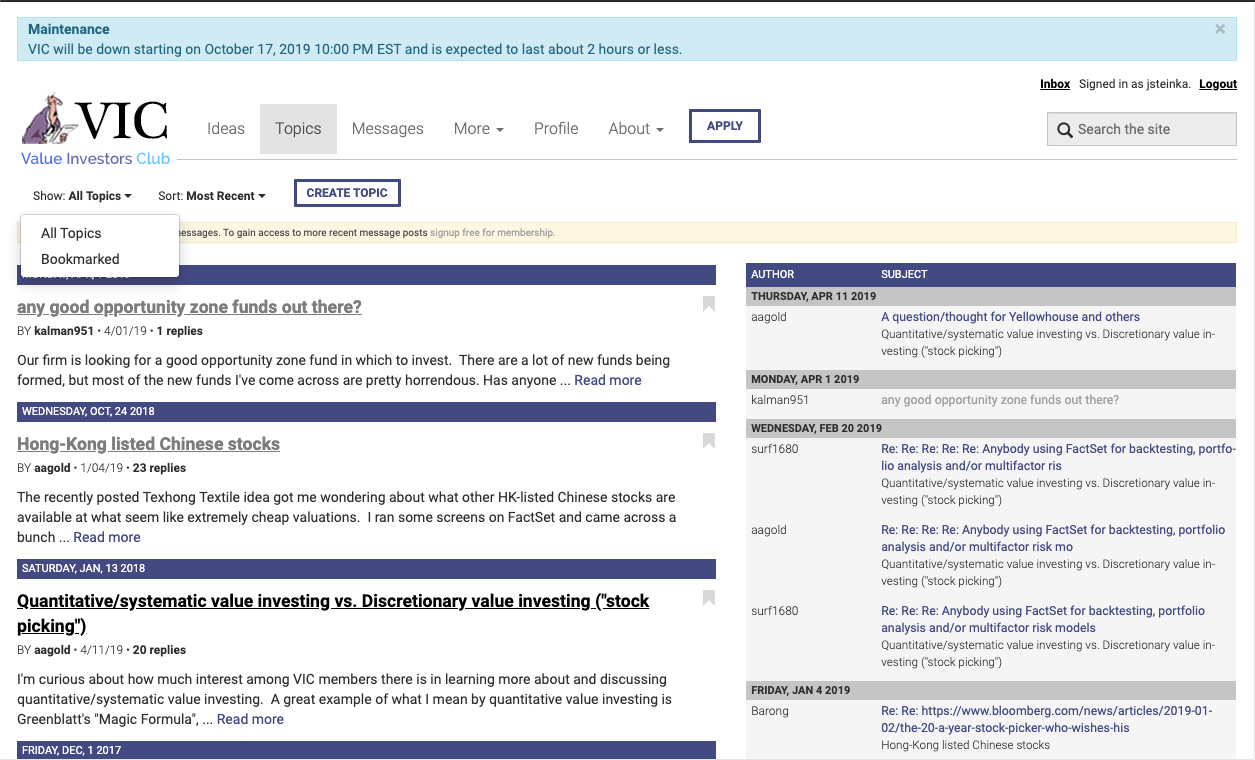 Maintenance
VIC will be down starting on October 17, 2019 10:00 PM EST and is expected to last about 2 hours or less.
×
Inbox Signed in as jsteinka. Logout
VIC
Value Investors Club
Ideas Topics Messages More Profile About APPLY
Search the site
Show: All Topics Sort: Most Recent CREATE TOPIC
All Topics
Bookmarked
essages. To gain access to more recent message posts signup free for membership.
any good opportunity zone funds out there?
BY kalman951 • 4/01/19 • 1 replies
Our firm is looking for a good opportunity zone fund in which to invest. There are a lot of new funds being
formed, but most of the new funds I've come across are pretty horrendous. Has anyone ... Read more
WEDNESDAY, OCT, 24 2018
Hong-Kong listed Chinese stocks
BY aagold • 1/04/19 • 23 replies
The recently posted Texhong Textile idea got me wondering about what other HK-listed Chinese stocks are
available at what seem like extremely cheap valuations. I ran some screens on FactSet and came across a
bunch ... Read more
SATURDAY, JAN, 13 2018
Quantitative/systematic value investing vs. Discretionary value investing ("stock
picking")
BY aagold • 4/11/19 • 20 replies
I'm curious about how much interest among VIC members there is in learning more about and discussing
quantitative/systematic value investing. A great example of what I mean by quantitative value investing is
Greenblatt's "Magic Formula", ... Read more
FRIDAY, DEC, 1 2017
AUTHOR SUBJECT
THURSDAY, APR 11 2019
aagold A question/thought for Yellowhouse and others
Quantitative/systematic value investing vs. Discretionary value in-
vesting ("stock picking")
MONDAY, APR 1 2019
kalman951 any good opportunity zone funds out there?
WEDNESDAY, FEB 20 2019
surf1680 Re: Re: Re: Re: Re: Anybody using FactSet for backtesting, portfo-
lio analysis and/or multifactor ris
Quantitative/systematic value investing vs. Discretionary value in-
vesting ("stock picking")
aagold Re: Re: Re: Re: Anybody using FactSet for backtesting, portfolio
analysis and/or multifactor risk mo
Quantitative/systematic value investing vs. Discretionary value in-
vesting ("stock picking")
surf1680 Re: Re: Re: Anybody using FactSet for backtesting, portfolio
analysis and/or multifactor risk models
Quantitative/systematic value investing vs. Discretionary value in-
vesting ("stock picking")
FRIDAY, JAN 4 2019
Barong Re: Re: https://www.bloomberg.com/news/articles/2019-01-
02/the-20-a-year-stock-picker-who-wishes-his
Hong-Kong listed Chinese stocks